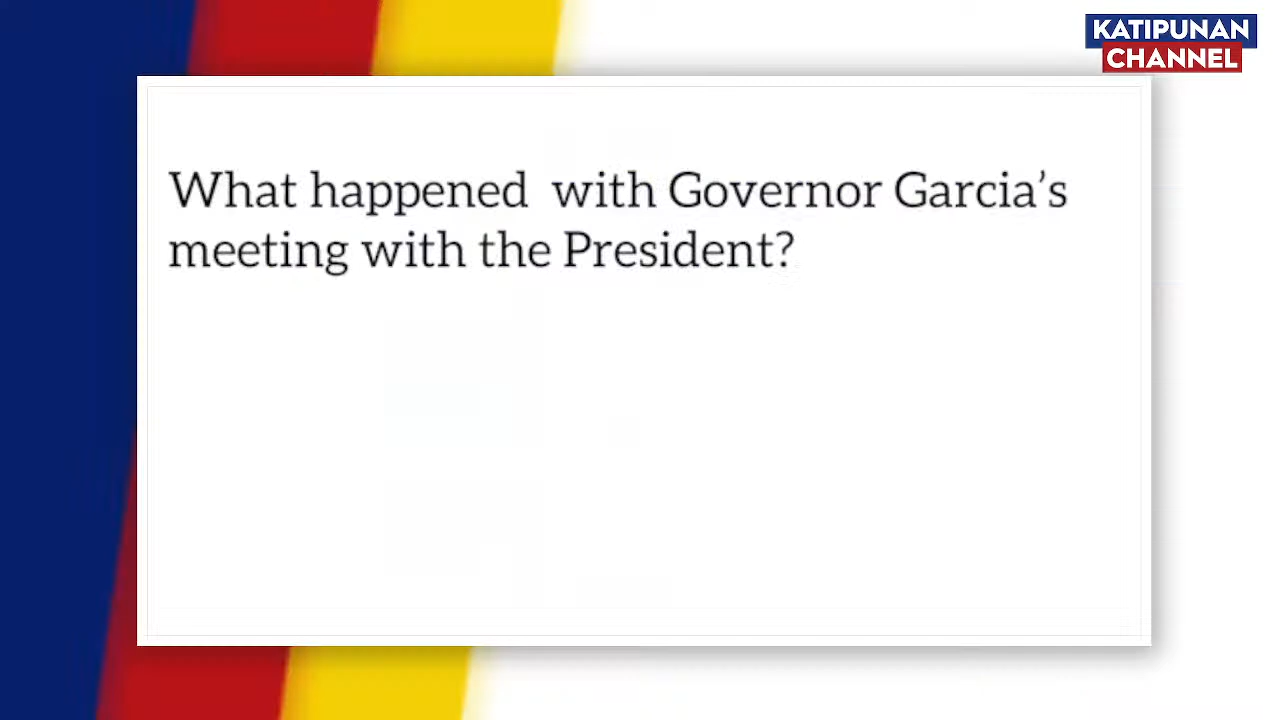 KATIPUNAN
CHANNEL
What happened with Governor Garcia’s
meeting with the President?